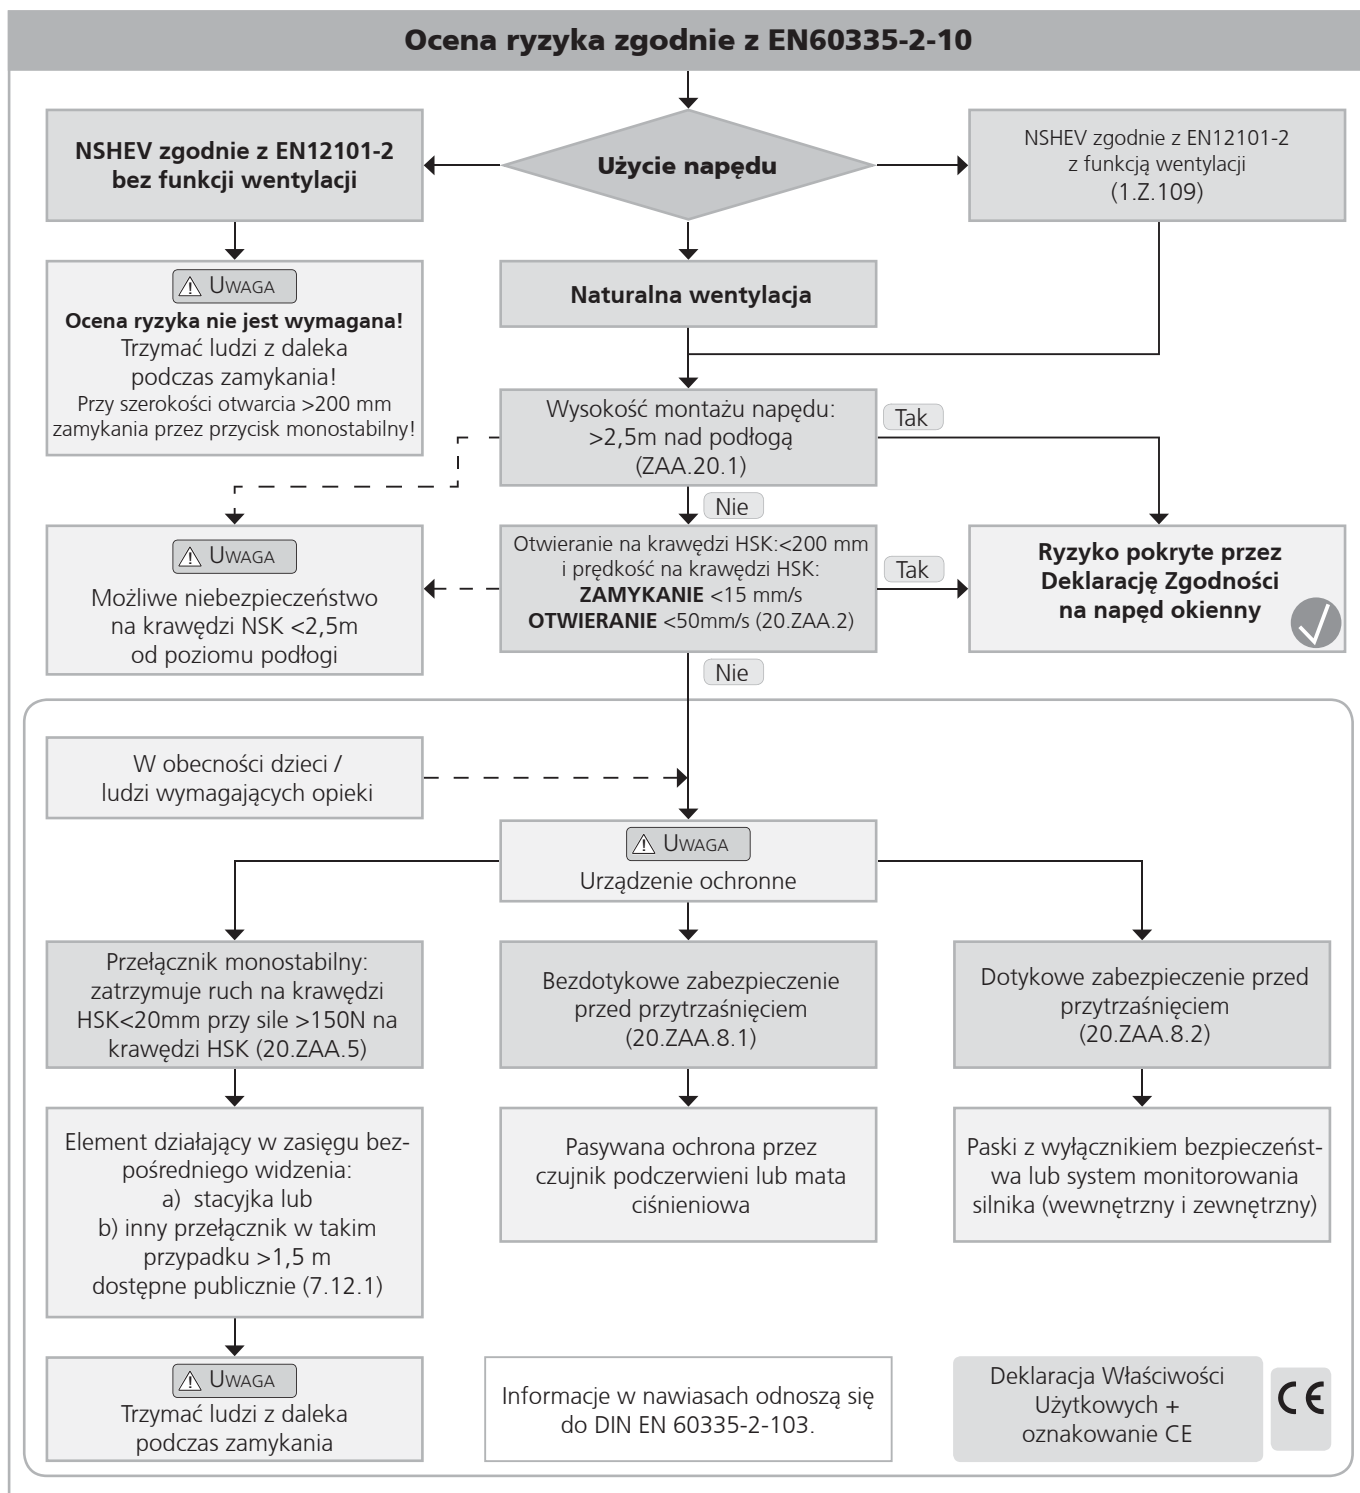 Ocena ryzyka zgodnie z EN60335-2-10
NSHEV zgodnie z EN12101-2
bez funkcji wentylacji
Użycie napędu
NSHEV zgodnie z EN12101-2
z funkcją wentylacji
(1.Z.109)
UWAGA
Ocena ryzyka nie jest wymagana!
Trzymać ludzi z daleka
podczas zamykania!
Przy szerokości otwarcia >200 mm
zamykania przez przycisk monostabilny!
Naturalna wentylacja
Wysokość montażu napędu:
>2,5m nad podłogą
(ZAA.20.1)
Tak
Nie
UWAGA
Możliwe niebezpieczeństwo
na krawędzi NSK <2,5m
od poziomu podłogi
Otwieranie na krawędzi HSK:<200 mm
i prędkość na krawędzi HSK:
ZAMYKANIE <15 mm/s
OTWIERANIE <50mm/s (20.ZAA.2)
Tak
Ryzyko pokryte przez
Deklarację Zgodności
na napęd okienny
Nie
W obecności dzieci /
ludzi wymagających opieki
UWAGA
Urządzenie ochronne
Przełącznik monostabilny:
zatrzymuje ruch na krawędzi
HSK<20mm przy sile >150N na
krawędzi HSK (20.ZAA.5)
Bezdotykowe zabezpieczenie
przed przytrzaśnięciem
(20.ZAA.8.1)
Dotykowe zabezpieczenie przed
przytrzaśnięciem
(20.ZAA.8.2)
Element działający w zasięgu bez-
pośredniego widzenia:
a) stacyjka lub
b) inny przełącznik w takim
przypadku >1,5 m
dostępne publicznie (7.12.1)
Pasywana ochrona przez
czujnik podczerwieni lub mata
ciśnieniowa
Paski z wyłącznikiem bezpieczeńst-
wa lub system monitorowania
silnika (wewnętrzny i zewnętrzny)
UWAGA
Trzymać ludzi z daleka
podczas zamykania
Informacje w nawiasach odnoszą się
do DIN EN 60335-2-103.
Deklaracja Właściwości
Użytkowych +
oznakowanie CE
CE